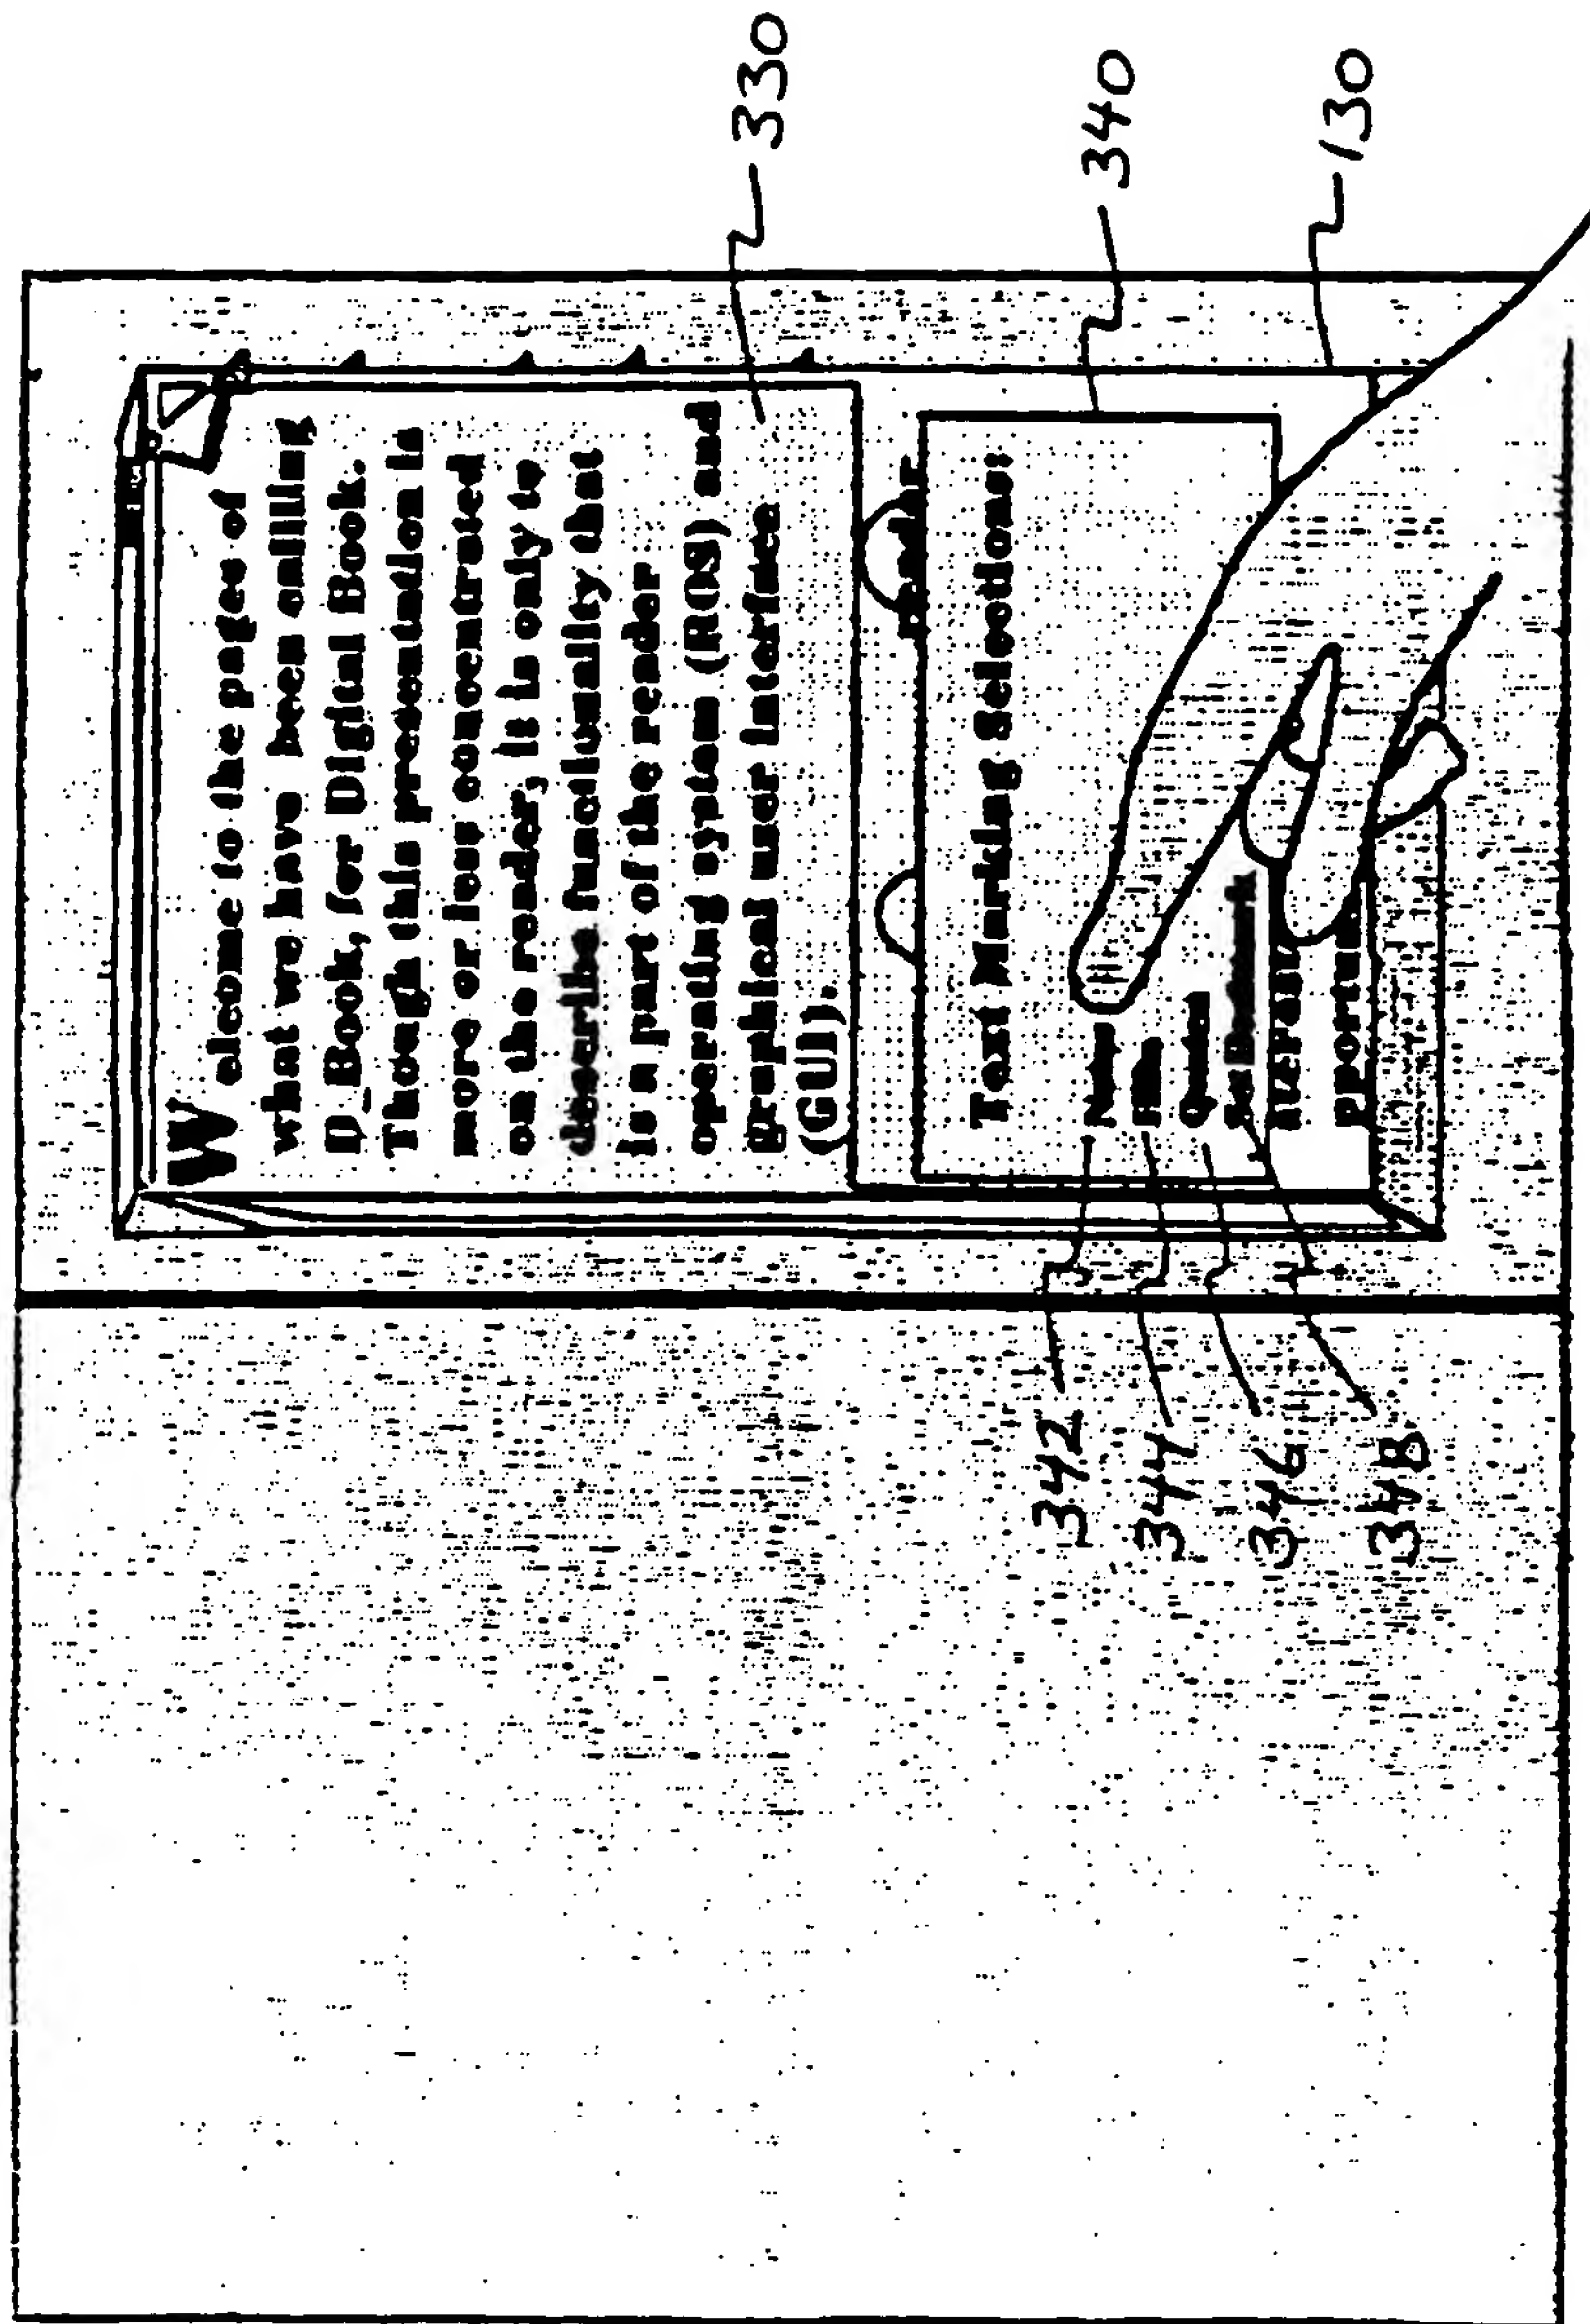 Welcome to the pages of
what we have been calling
D_Book, for Digital Book.
Though this presentation is
more or less concentrated
on the reader, it is only to
describe functionality that
is a part of the reader
operating system (ROS) and
graphical user interface
(GUI).
Text Marking Selections:
330
340
130
342
344
346
348